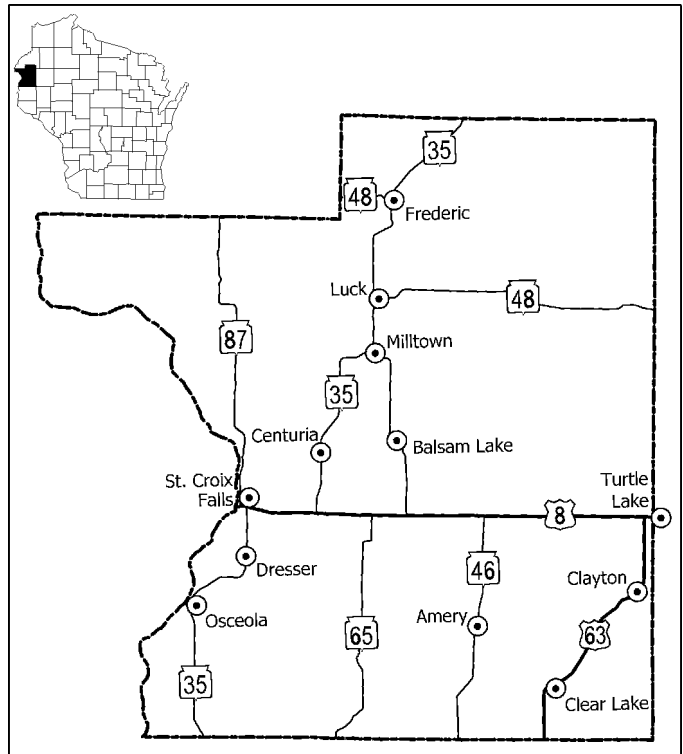 35
48
Frederic
Luck
48
87
Milltown
35
Centuria
Balsam Lake
St. Croix
Falls
Turtle
Lake
8
Dresser
46
Clayton
Osceola
Amery
65
63
35
Clear Lake